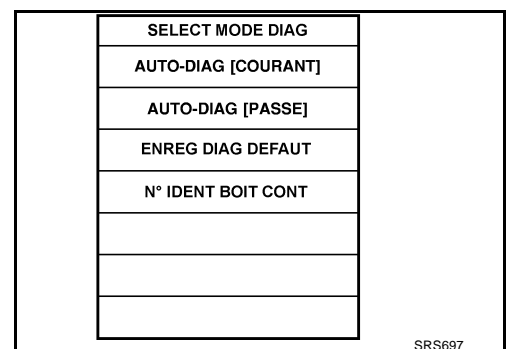 SELECT MODE DIAG
AUTO-DIAG [COURANT]
AUTO-DIAG [PASSE]
ENREG DIAG DEFAUT
N° IDENT BOIT CONT
SRS697